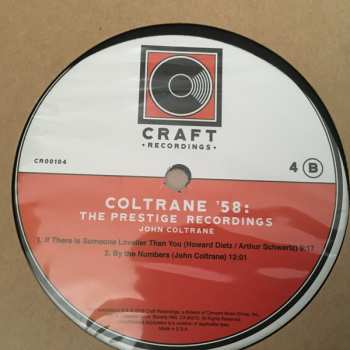 CRAFT
• RECORDINGS •
CR00104
4 B
COLTRANE '58:
THE PRESTIGE RECORDINGS
JOHN COLTRANE
1. If There Is Someone Lovelier Than You (Howard Dietz / Arthur Schwartz) 9:17
2. By the Numbers (John Coltrane) 12:01
Made in U.S.A.